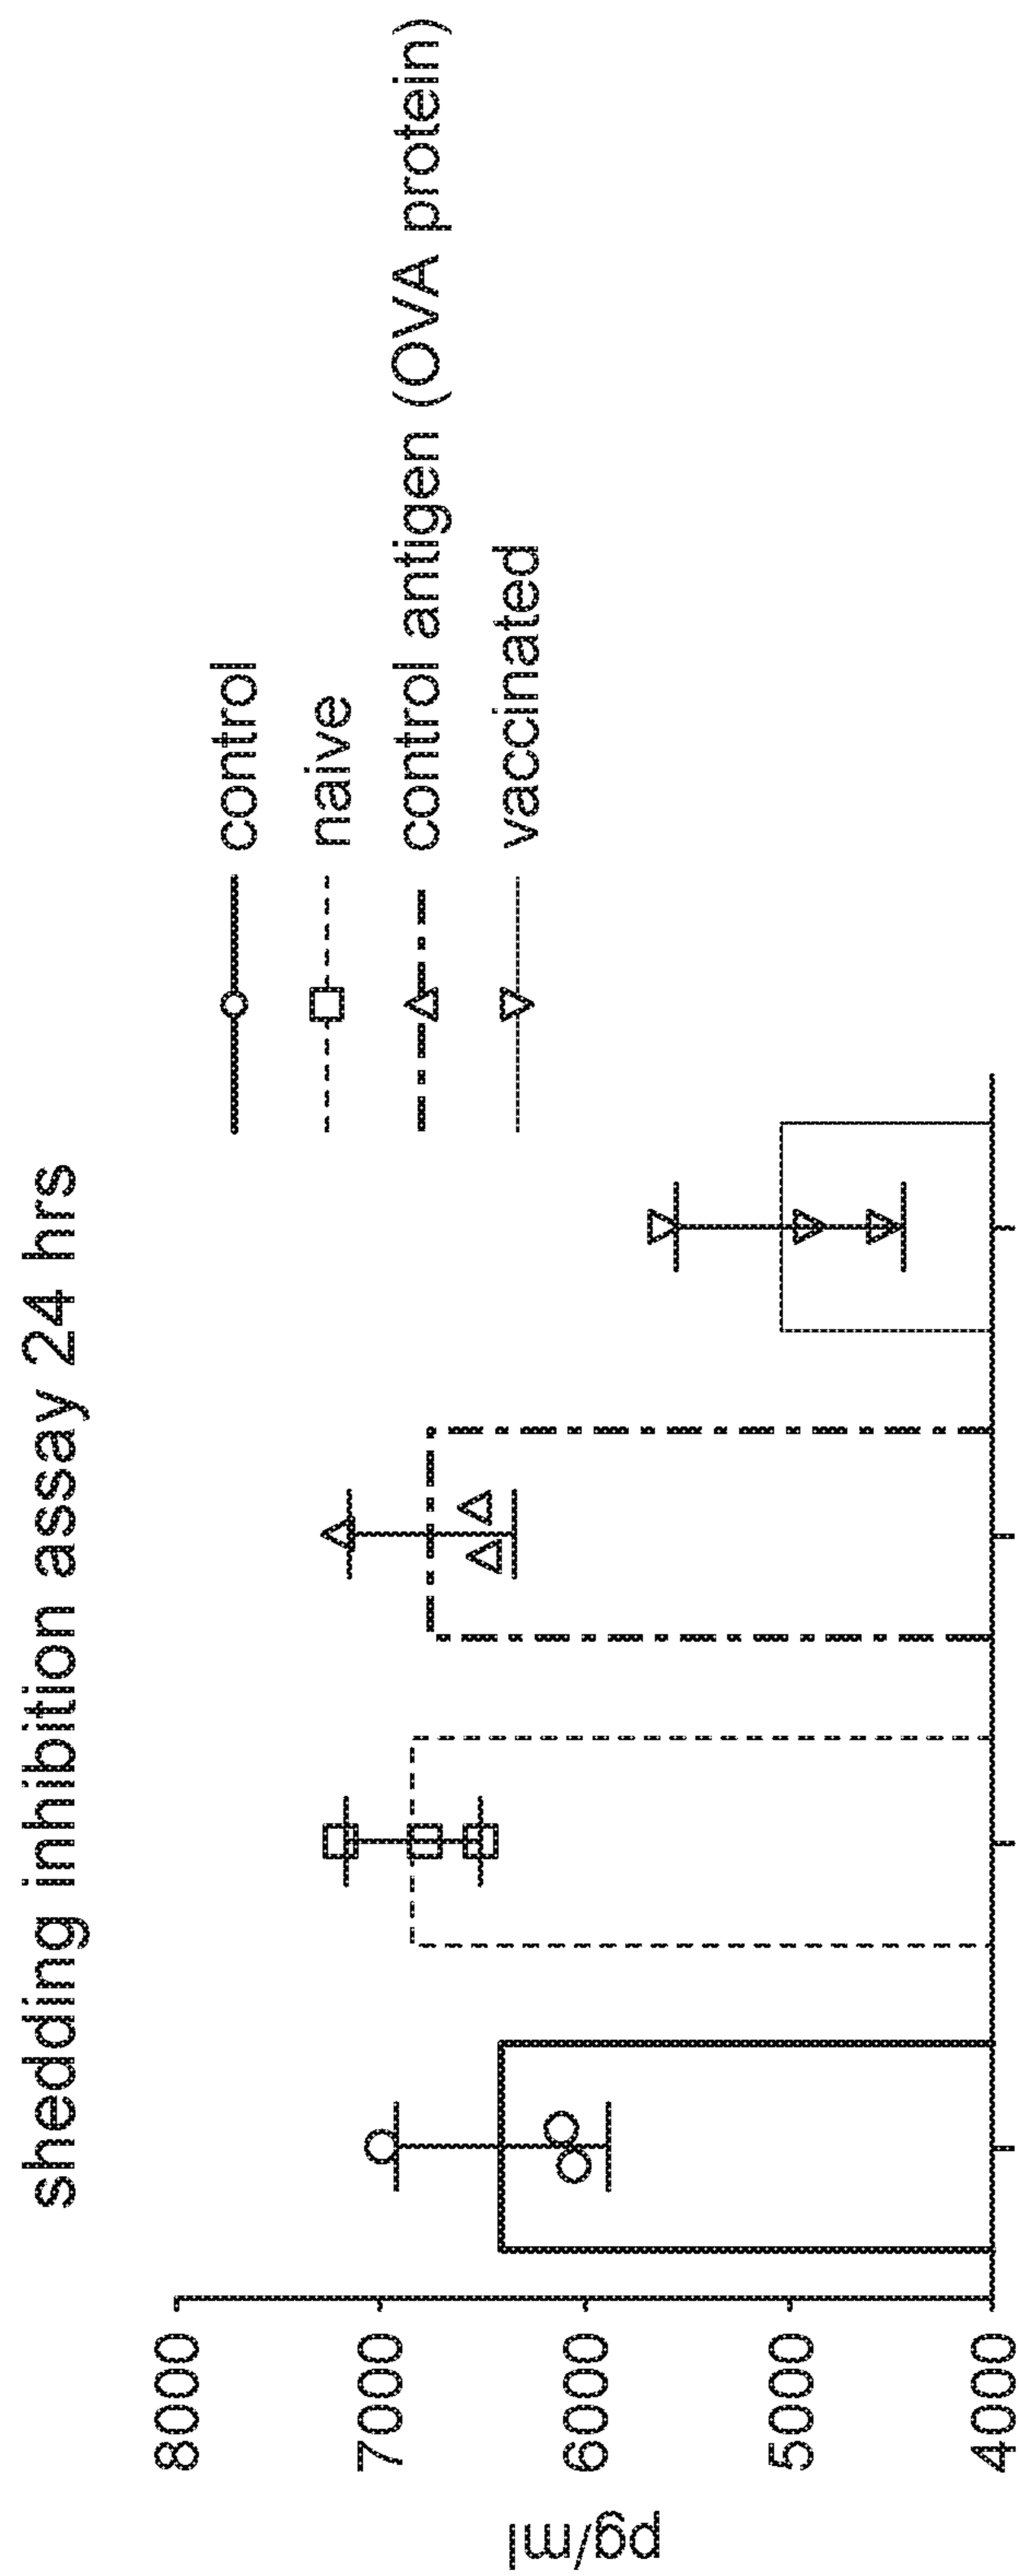 shedding inhibition assay 24 hrs
control
naive
control antigen (OVA protein)
vaccinated
pg/ml
8000
7000
6000
5000
4000